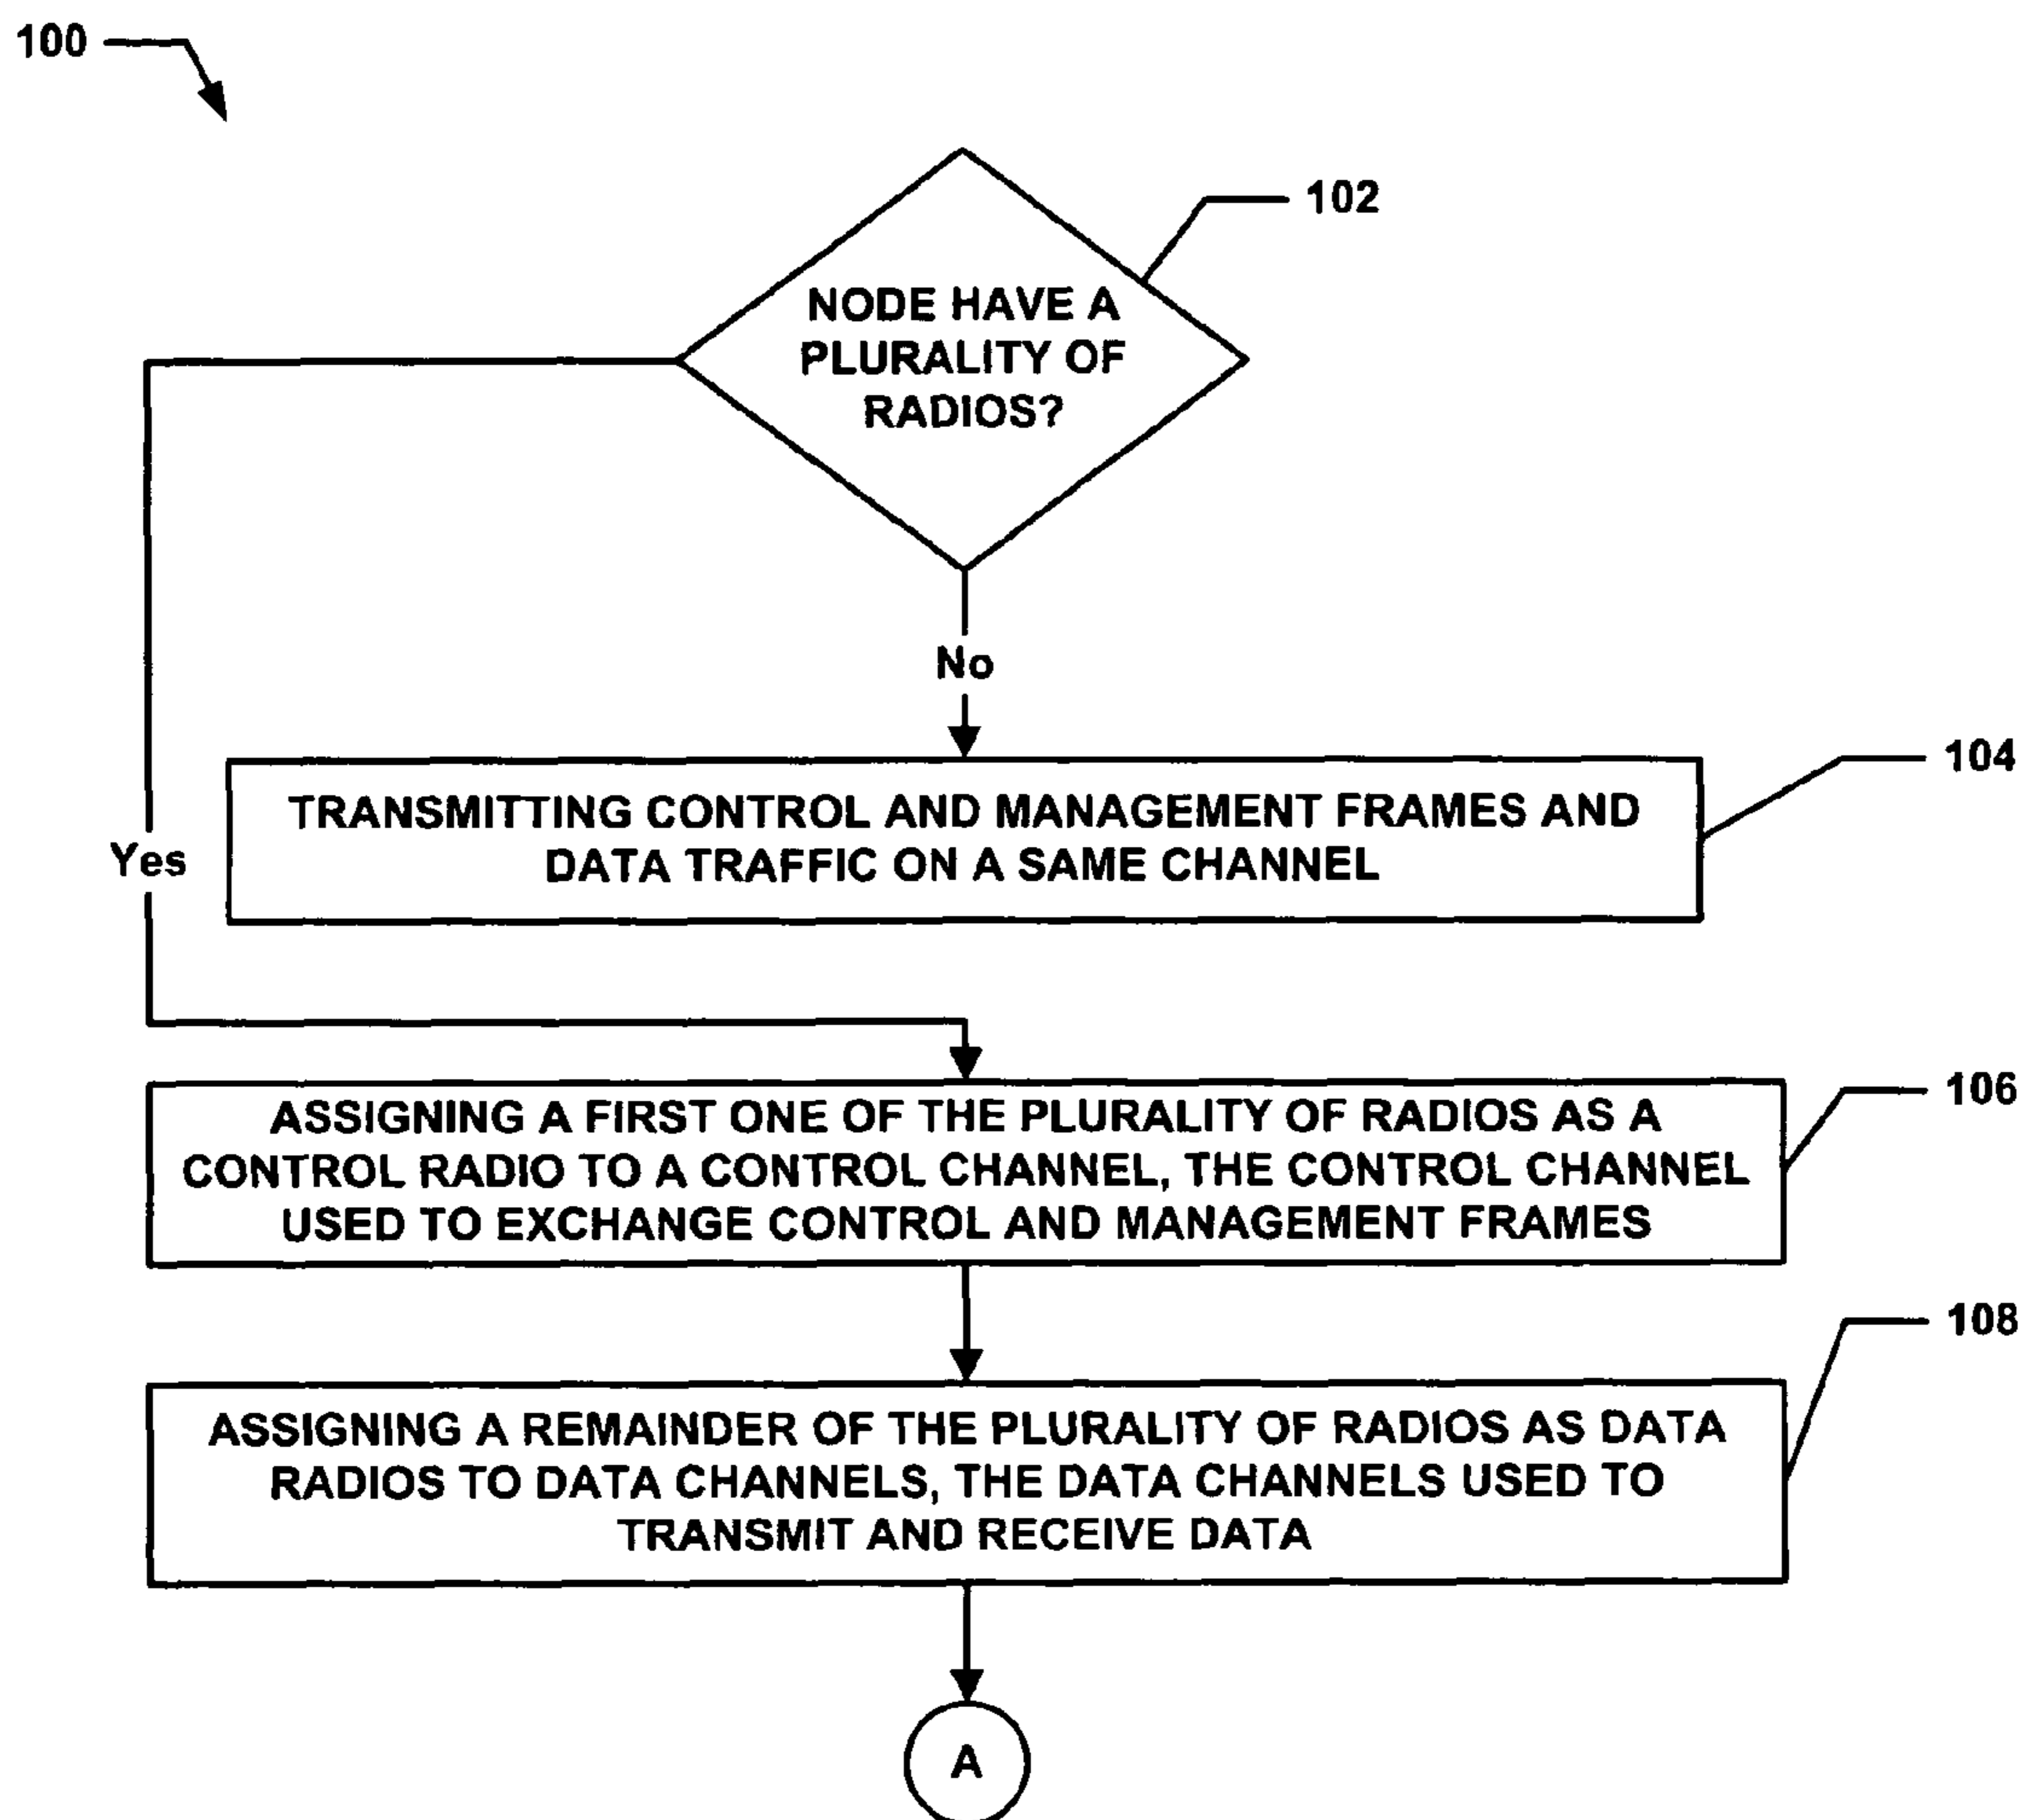 100
102
NODE HAVE A
PLURALITY OF
RADIOS?
No
104
TRANSMITTING CONTROL AND MANAGEMENT FRAMES AND
DATA TRAFFIC ON A SAME CHANNEL
Yes
106
ASSIGNING A FIRST ONE OF THE PLURALITY OF RADIOS AS A
CONTROL RADIO TO A CONTROL CHANNEL, THE CONTROL CHANNEL
USED TO EXCHANGE CONTROL AND MANAGEMENT FRAMES
108
ASSIGNING A REMAINDER OF THE PLURALITY OF RADIOS AS DATA
RADIOS TO DATA CHANNELS, THE DATA CHANNELS USED TO
TRANSMIT AND RECEIVE DATA
A